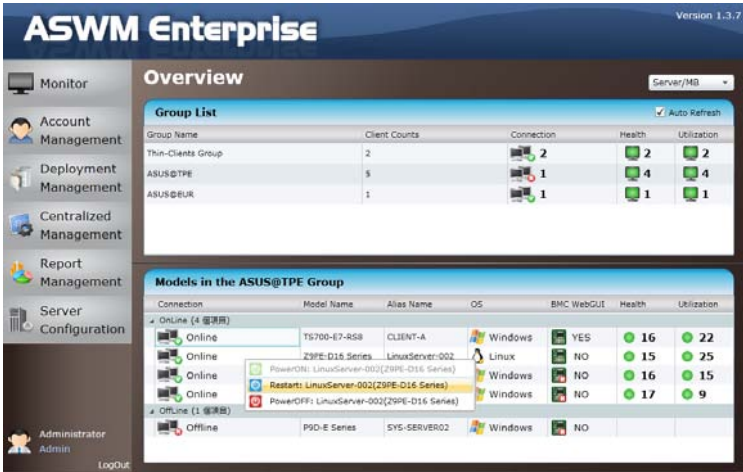 ASWM Enterprise
Version 1.3.7
Monitor
Account Management
Deployment Management
Centralized Management
Report Management
Server Configuration
Administrator
Admin
LogOut
Overview
Server/MB
Group List
Auto Refresh
Group Name Client Counts Connection Health Utilization
Thin-Clients Group 2 2 2 2
ASUS@TPE 5 1 4 4
ASUS@EUR 1 1 1 1
Models in the ASUS@TPE Group
Connection Model Name Alias Name OS BMC WebGUI Health Utilization
OnLine (4 個項目)
Online TS700-E7-RS8 CLIENT-A Windows YES 16 22
Online Z9PE-D16 Series LinuxServer-002 Linux NO 15 25
PowerON: LinuxServer-002(Z9PE-D16 Series)
Online Windows NO 16 15
Restart: LinuxServer-002(Z9PE-D16 Series)
Online Windows NO 17 9
PowerOFF: LinuxServer-002(Z9PE-D16 Series)
OffLine (1 個項目)
Offline P9D-E Series SYS-SERVER02 Windows NO